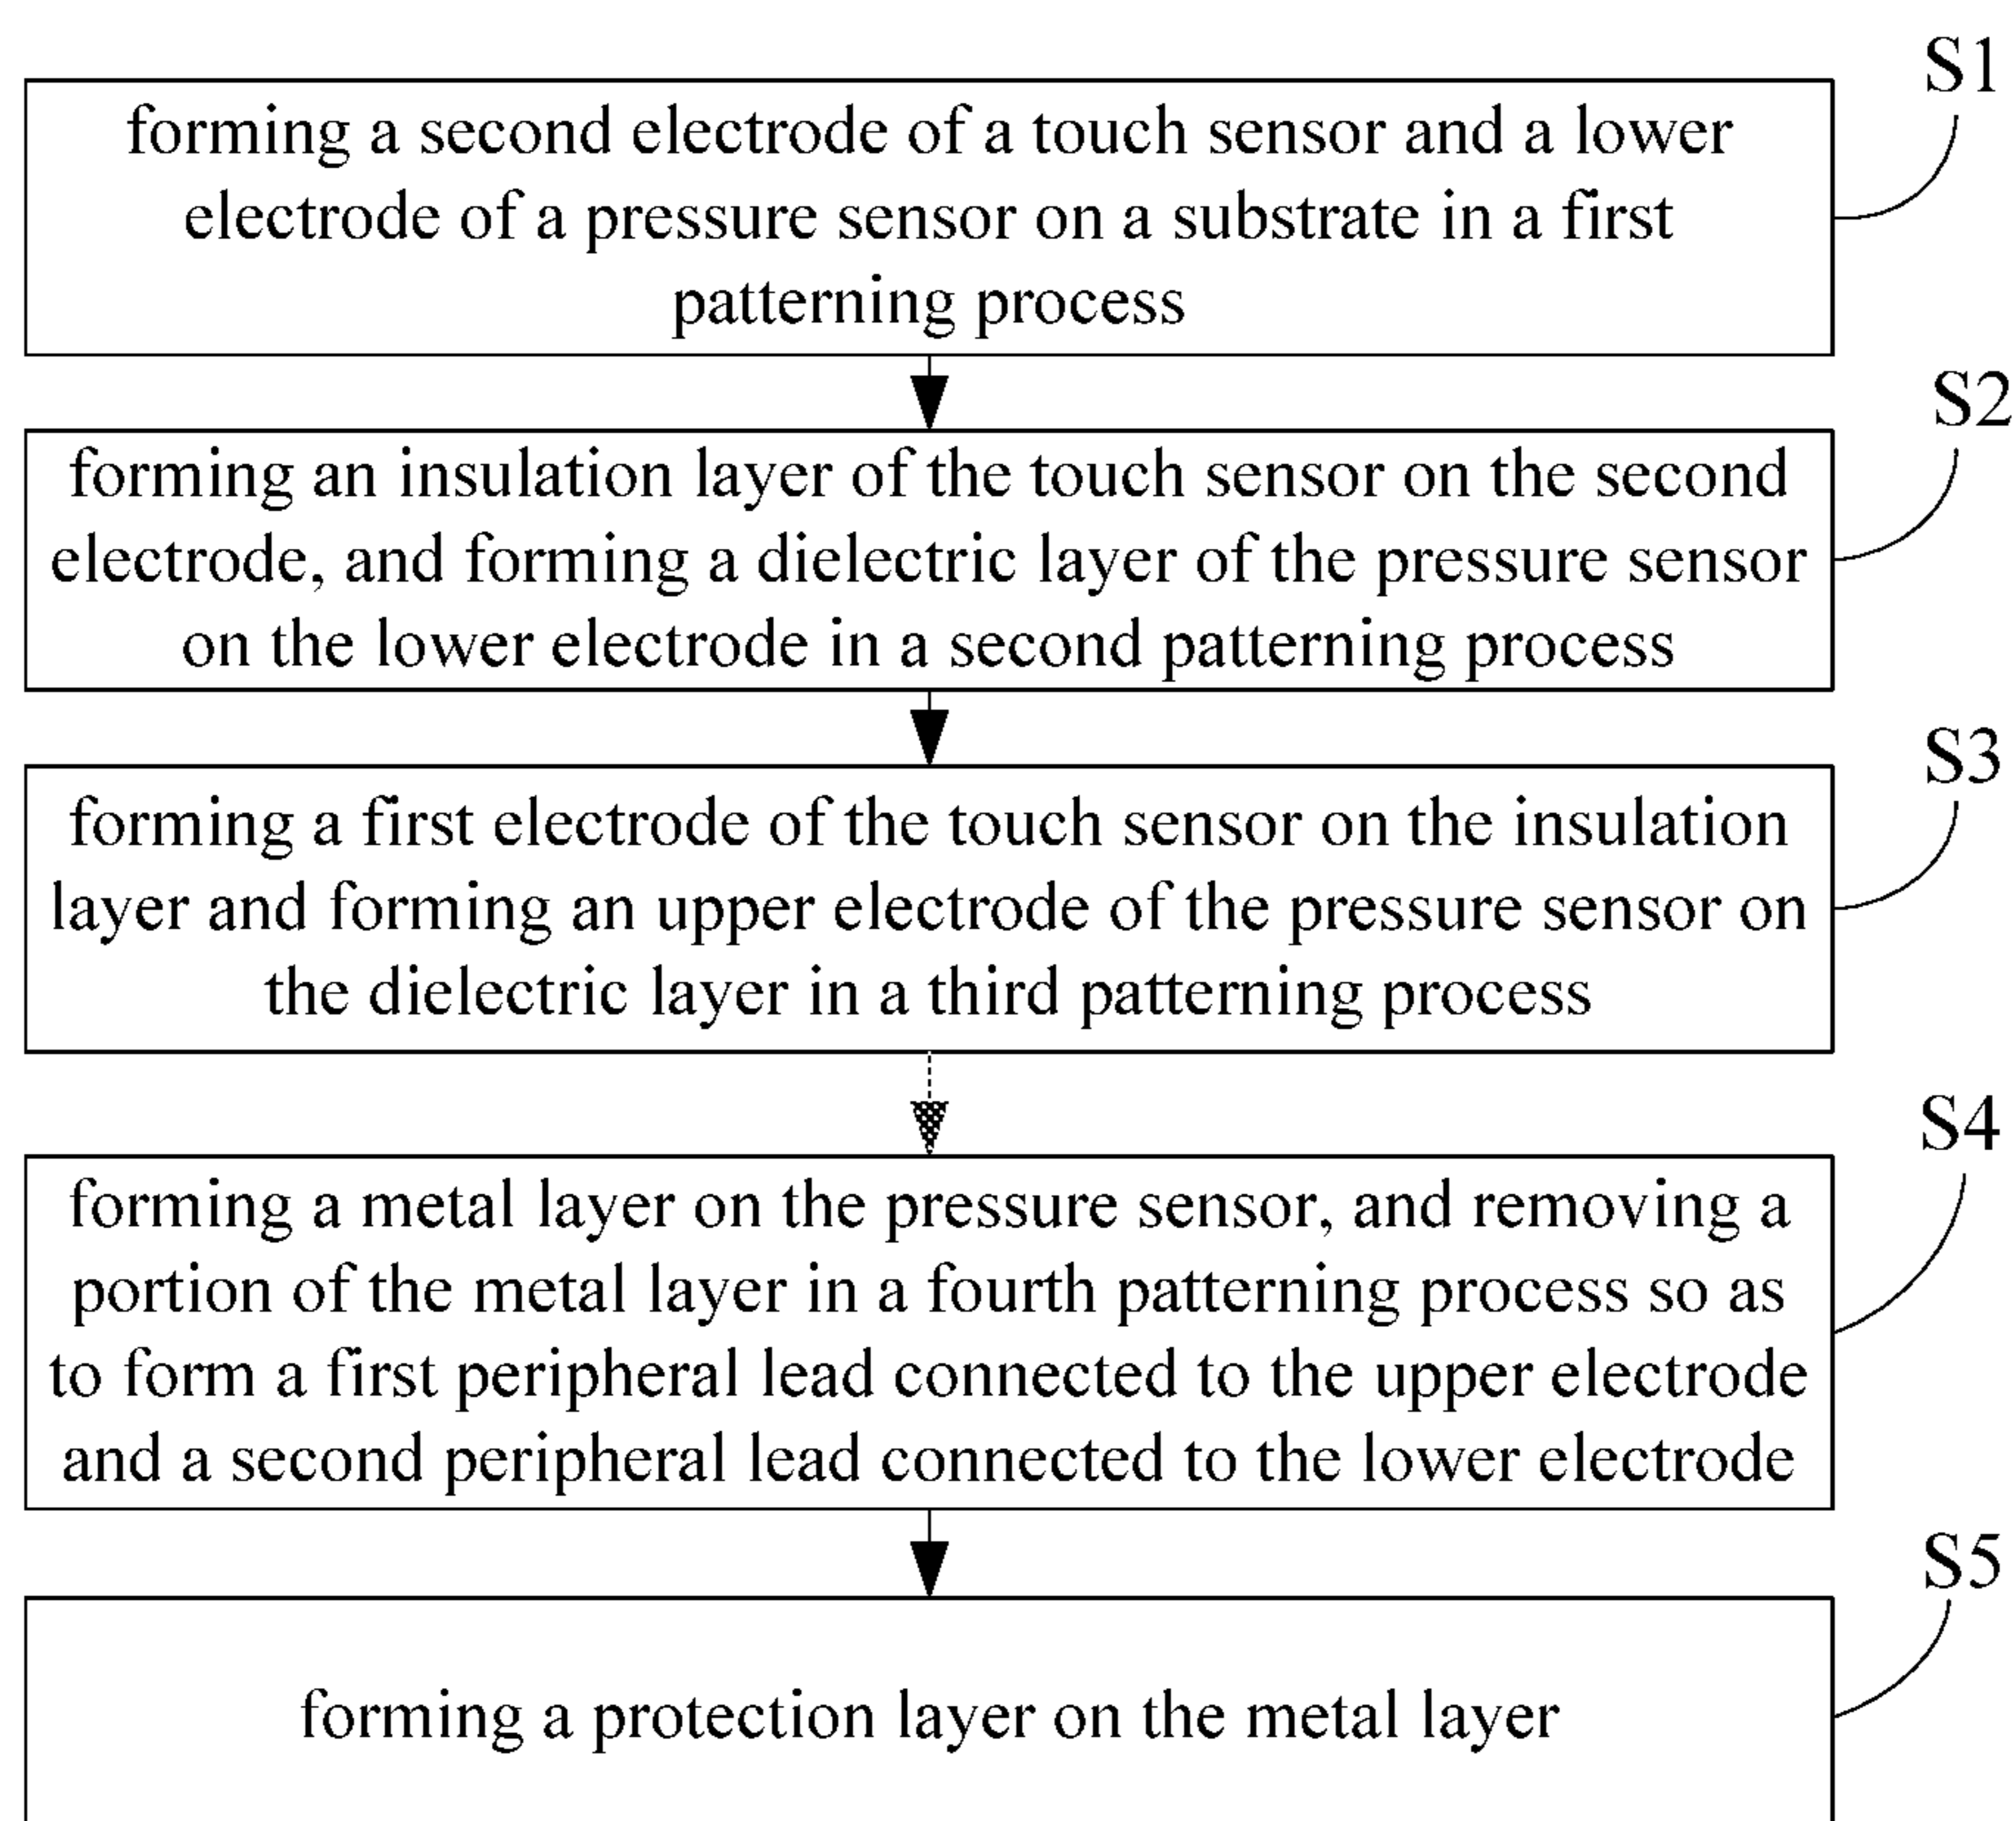 S1
forming a second electrode of a touch sensor and a lower
electrode of a pressure sensor on a substrate in a first
patterning process
S2
forming an insulation layer of the touch sensor on the second
electrode, and forming a dielectric layer of the pressure sensor
on the lower electrode in a second patterning process
S3
forming a first electrode of the touch sensor on the insulation
layer and forming an upper electrode of the pressure sensor on
the dielectric layer in a third patterning process
S4
forming a metal layer on the pressure sensor, and removing a
portion of the metal layer in a fourth patterning process so as
to form a first peripheral lead connected to the upper electrode
and a second peripheral lead connected to the lower electrode
S5
forming a protection layer on the metal layer